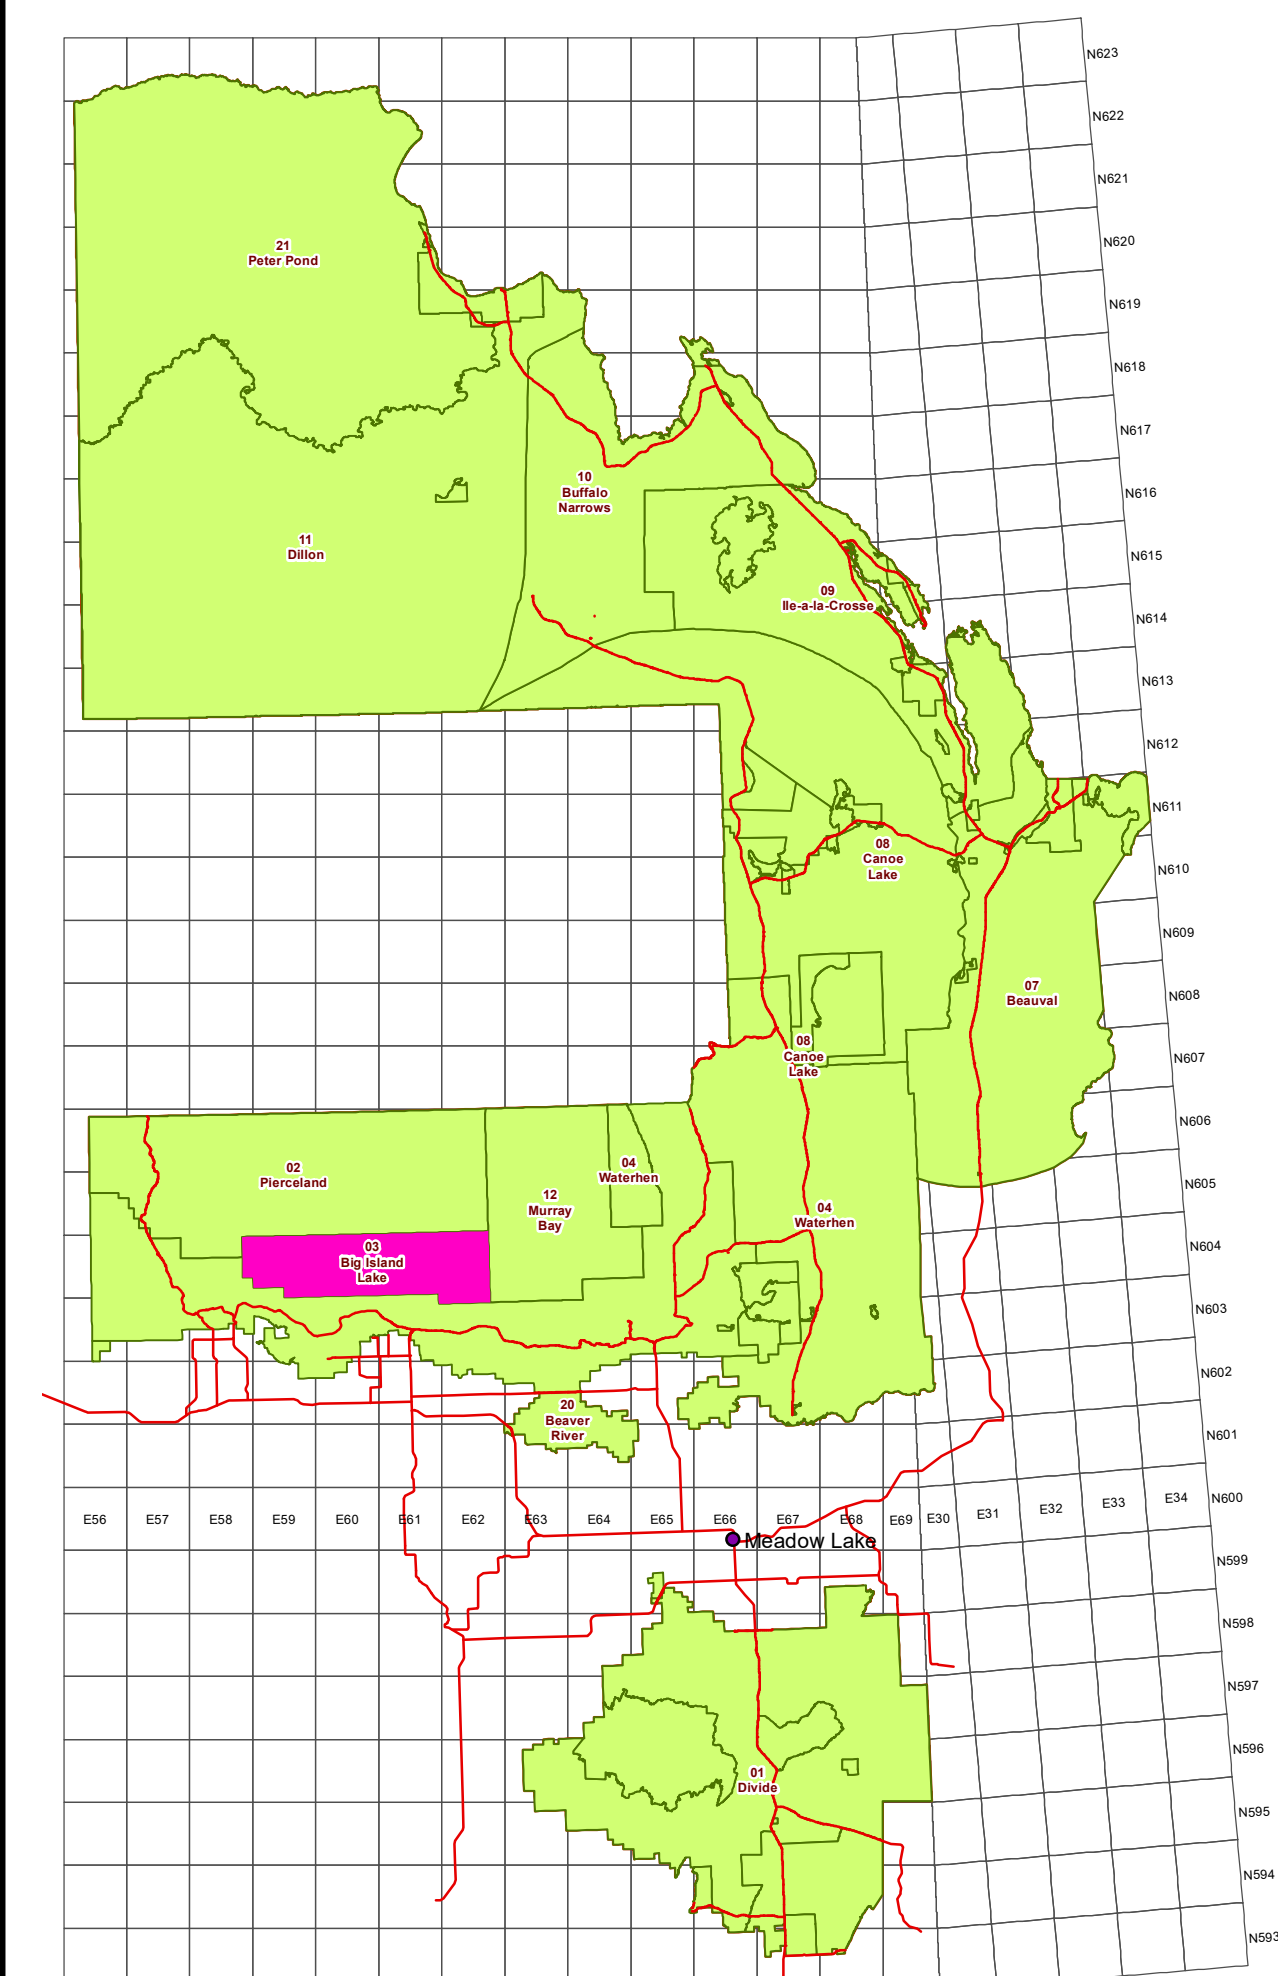 N623
N622
N621
N620
21
Peter Pond
N619
N618
N617
10
Buffalo
Narrows
N616
11
Dillon
N615
09
Ile-a-la-Crosse
N614
N613
N612
N611
08
Canoe
Lake
N610
N609
07
Beauval
N608
08
Canoe
Lake
N607
N606
02
Pierceland
04
Waterhen
12
Murray
Bay
N605
04
Waterhen
03
Big Island
Lake
N604
N603
N602
20
Beaver
River
N601
N600
E56 E57 E58 E59 E60 E61 E62 E63 E64 E65 E66 E67 E68 E69 E30 E31 E32 E33 E34
Meadow Lake
N599
N598
N597
N596
01
Divide
N595
N594
N593